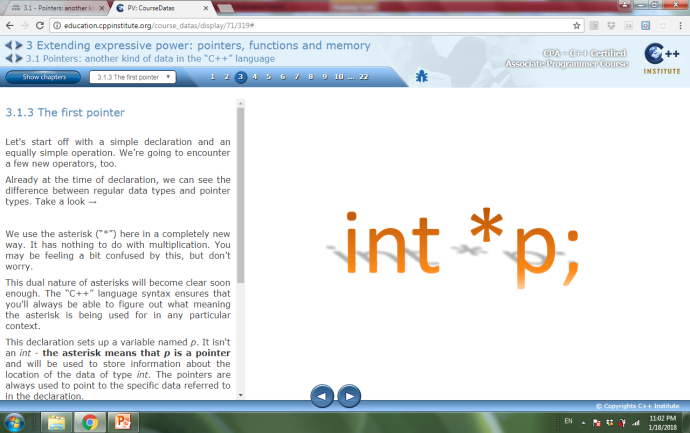 3.1 - Pointers: another kin
PV: CourseDatas
education.cppinstitute.org/course_datas/display/71/319#
3 Extending expressive power: pointers, functions and memory
3.1 Pointers: another kind of data in the "C++" language
CPA – C++ Certified
Associate Programmer Course
C++
INSTITUTE
Show chapters
3.1.3 The first pointer
1 2 3 4 5 6 7 8 9 10 ... 22
3.1.3 The first pointer
Let's start off with a simple declaration and an
equally simple operation. We're going to encounter
a few new operators, too.
Already at the time of declaration, we can see the
difference between regular data types and pointer
types. Take a look →
We use the asterisk ("*") here in a completely new
way. It has nothing to do with multiplication. You
may be feeling a bit confused by this, but don't
worry.
This dual nature of asterisks will become clear soon
enough. The "C++" language syntax ensures that
you'll always be able to figure out what meaning
the asterisk is being used for in any particular
context.
This declaration sets up a variable named p. It isn't
an int - the asterisk means that p is a pointer
and will be used to store information about the
location of the data of type int. The pointers are
always used to point to the specific data referred to
in the declaration.
int *p;
© Copyrights C++ Institute
EN
11:02 PM
1/18/2018